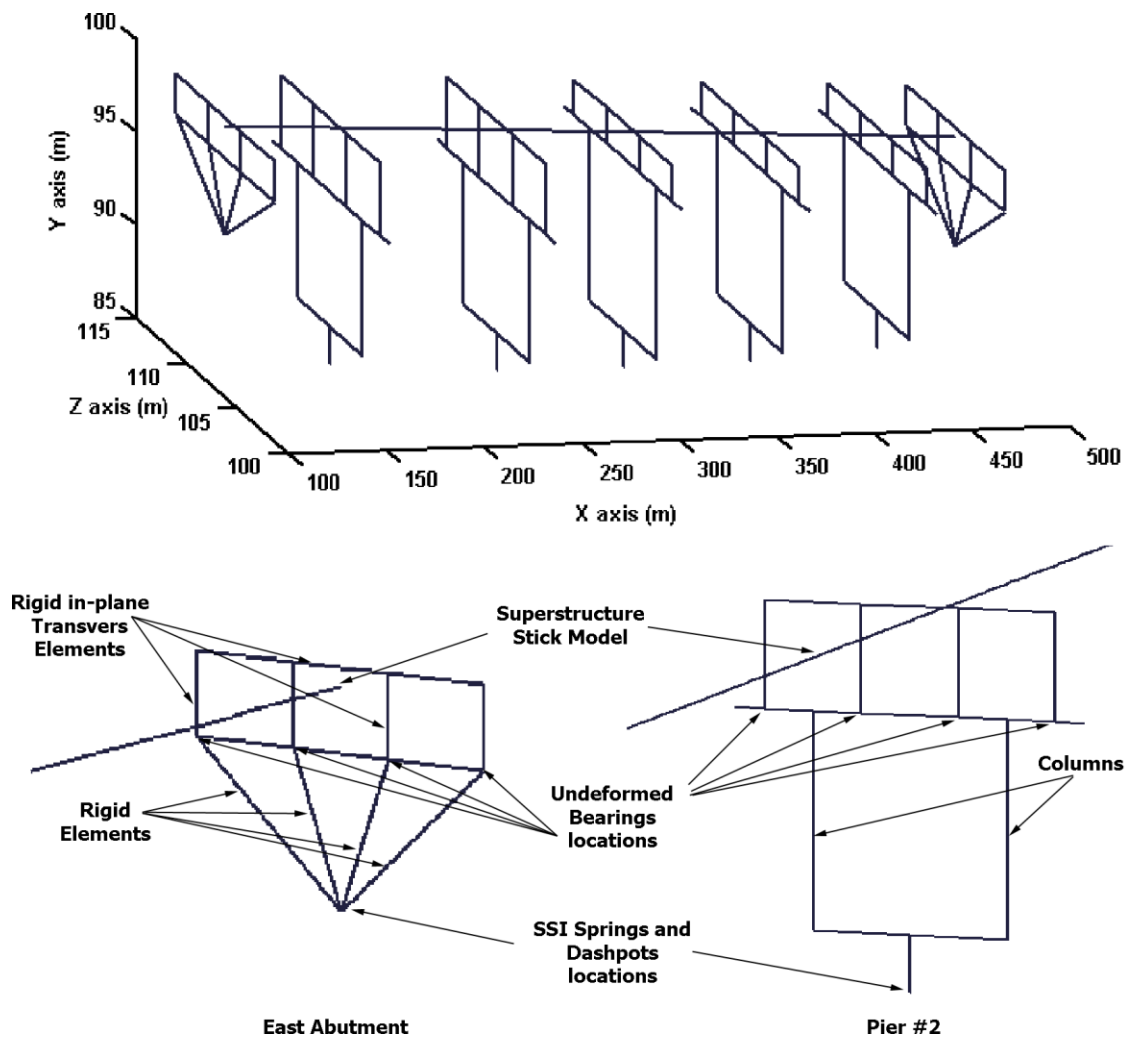 100
95
90
85
Y axis (m)
115
110
105
100
Z axis (m)
100
150
200
250
300
350
400
450
500
X axis (m)
Rigid in-plane
Transvers
Elements
Superstructure
Stick Model
Rigid
Elements
Undeformed
Bearings
locations
Columns
SSI Springs and
Dashpots
locations
East Abutment
Pier #2